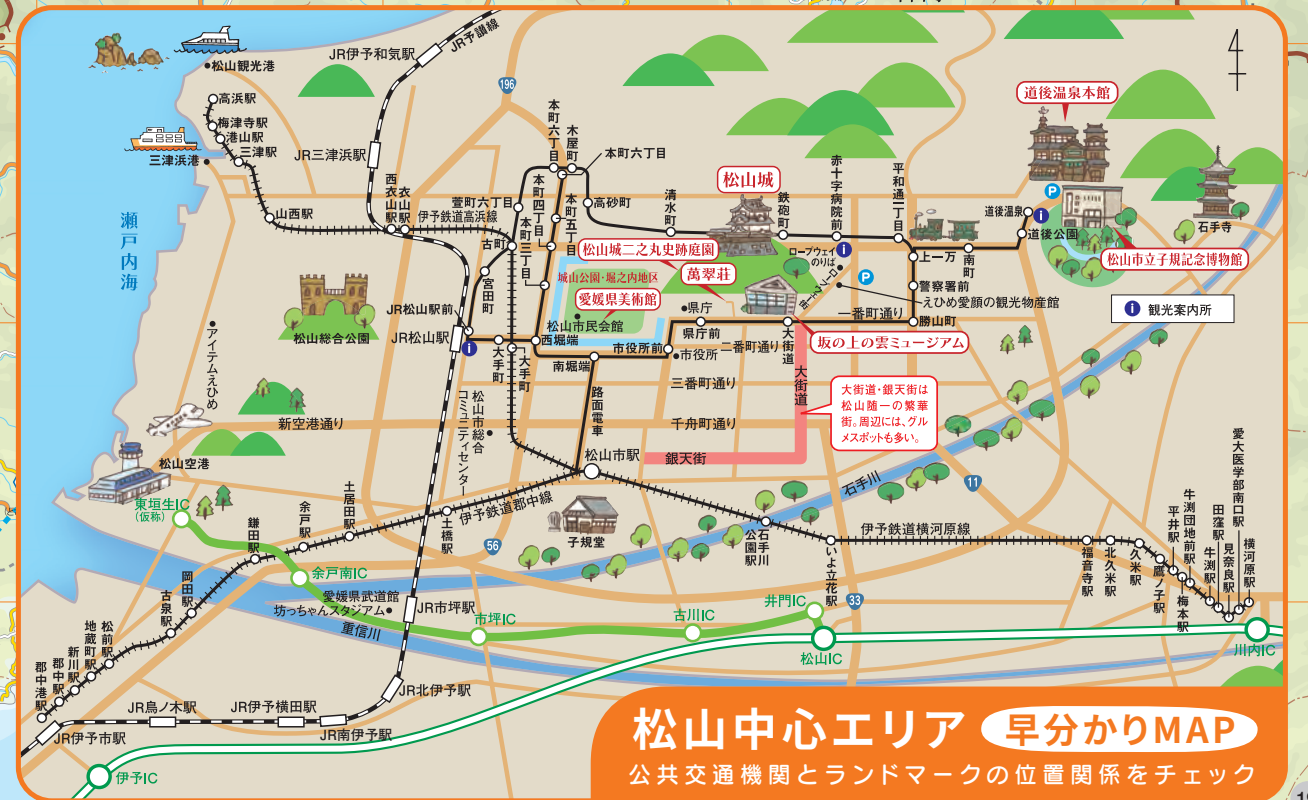 JR伊予和気駅
JR予讃線
松山観光港
196
高浜駅
梅津寺駅
港山駅
三津駅
三津浜港
JR三津浜駅
本町六丁目
木屋町
本町六丁目
道後温泉本館
松山城
赤十字病院前
平和通一丁目
鉄砲町
清水町
高砂町
萱町六丁目
本町四丁目
本町五丁目
本町三丁目
西衣山駅
衣山駅
伊予鉄道高浜線
山西駅
古町
瀬戸内海
P
道後温泉
i
道後公園
石手寺
松山市立子規記念博物館
上一万
南町
警察署前
勝山町
松山城二之丸史跡庭園
城山公園・堀之内地区
萬翠荘
愛媛県美術館
ロープウェイのりば
i
P
ロープウェー街
えひめ愛顔の観光物産館
一番町通り
i 観光案内所
宮田町
JR松山駅前
JR松山駅
i
松山総合公園
県庁
県庁前
松山市民会館
西堀端
市役所前
市役所
二番町通り
大街道
坂の上の雲ミュージアム
大手町
大手町
南堀端
アイテムえひめ
三番町通り
大街道
大街道・銀天街は
松山随一の繁華
街。周辺には、グル
メスポットも多い。
路面電車
松山市総合
コミュニティセンター
新空港通り
千舟町通り
松山市駅
銀天街
石手川
11
松山空港
東垣生IC
(仮称)
伊予鉄道郡中線
土居田駅
余戸駅
鎌田駅
土橋駅
56
子規堂
石手川
公園駅
伊予鉄道横河原線
いよ立花駅
福音寺駅
北久米駅
久米駅
鷹ノ子駅
平井駅
梅本駅
牛渕団地前駅
牛渕駅
田窪駅
見奈良駅
愛大医学部南口駅
横河原駅
余戸南IC
愛媛県武道館
坊っちゃんスタジアム
JR市坪駅
市坪IC
古川IC
井門IC
33
松山IC
川内IC
重信川
岡田駅
古泉駅
松前駅
地蔵町駅
新川駅
郡中駅
郡中港駅
JR北伊予駅
JR南伊予駅
JR伊予横田駅
JR鳥ノ木駅
JR伊予市駅
伊予IC
松山中心エリア 早分かりMAP
公共交通機関とランドマークの位置関係をチェック